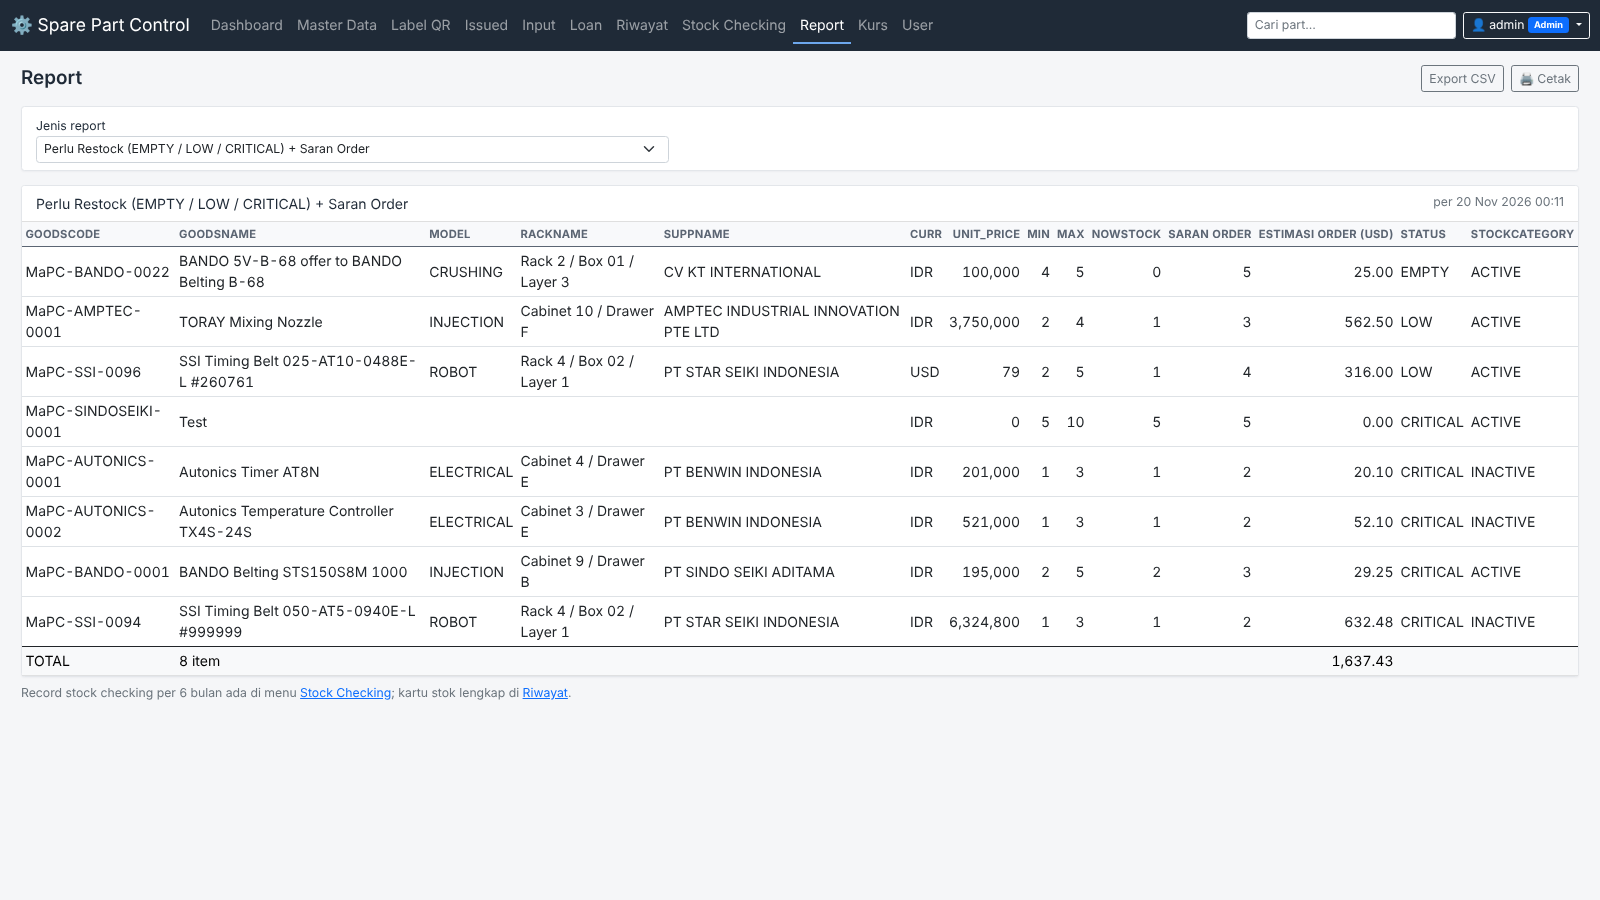 ⚙️ Spare Part Control Dashboard Master Data Label QR Issued Input Loan Riwayat Stock Checking Report Kurs User Cari part... 👤 admin Admin
Report Export CSV 🖨️ Cetak
Jenis report
Perlu Restock (EMPTY / LOW / CRITICAL) + Saran Order
Perlu Restock (EMPTY / LOW / CRITICAL) + Saran Order per 20 Nov 2026 00:11
GOODSCODE GOODSNAME MODEL RACKNAME SUPPNAME CURR UNIT_PRICE MIN MAX NOWSTOCK SARAN ORDER ESTIMASI ORDER (USD) STATUS STOCKCATEGORY
MaPC-BANDO-0022 BANDO 5V-B-68 offer to BANDO Belting B-68 CRUSHING Rack 2 / Box 01 / Layer 3 CV KT INTERNATIONAL IDR 100,000 4 5 0 5 25.00 EMPTY ACTIVE
MaPC-AMPTEC-0001 TORAY Mixing Nozzle INJECTION Cabinet 10 / Drawer F AMPTEC INDUSTRIAL INNOVATION PTE LTD IDR 3,750,000 2 4 1 3 562.50 LOW ACTIVE
MaPC-SSI-0096 SSI Timing Belt 025-AT10-0488E-L #260761 ROBOT Rack 4 / Box 02 / Layer 1 PT STAR SEIKI INDONESIA USD 79 2 5 1 4 316.00 LOW ACTIVE
MaPC-SINDOSEIKI-0001 Test IDR 0 5 10 5 5 0.00 CRITICAL ACTIVE
MaPC-AUTONICS-0001 Autonics Timer AT8N ELECTRICAL Cabinet 4 / Drawer E PT BENWIN INDONESIA IDR 201,000 1 3 1 2 20.10 CRITICAL INACTIVE
MaPC-AUTONICS-0002 Autonics Temperature Controller TX4S-24S ELECTRICAL Cabinet 3 / Drawer E PT BENWIN INDONESIA IDR 521,000 1 3 1 2 52.10 CRITICAL INACTIVE
MaPC-BANDO-0001 BANDO Belting STS150S8M 1000 INJECTION Cabinet 9 / Drawer B PT SINDO SEIKI ADITAMA IDR 195,000 2 5 2 3 29.25 CRITICAL ACTIVE
MaPC-SSI-0094 SSI Timing Belt 050-AT5-0940E-L #999999 ROBOT Rack 4 / Box 02 / Layer 1 PT STAR SEIKI INDONESIA IDR 6,324,800 1 3 1 2 632.48 CRITICAL INACTIVE
TOTAL 8 item 1,637.43
Record stock checking per 6 bulan ada di menu Stock Checking; kartu stok lengkap di Riwayat.